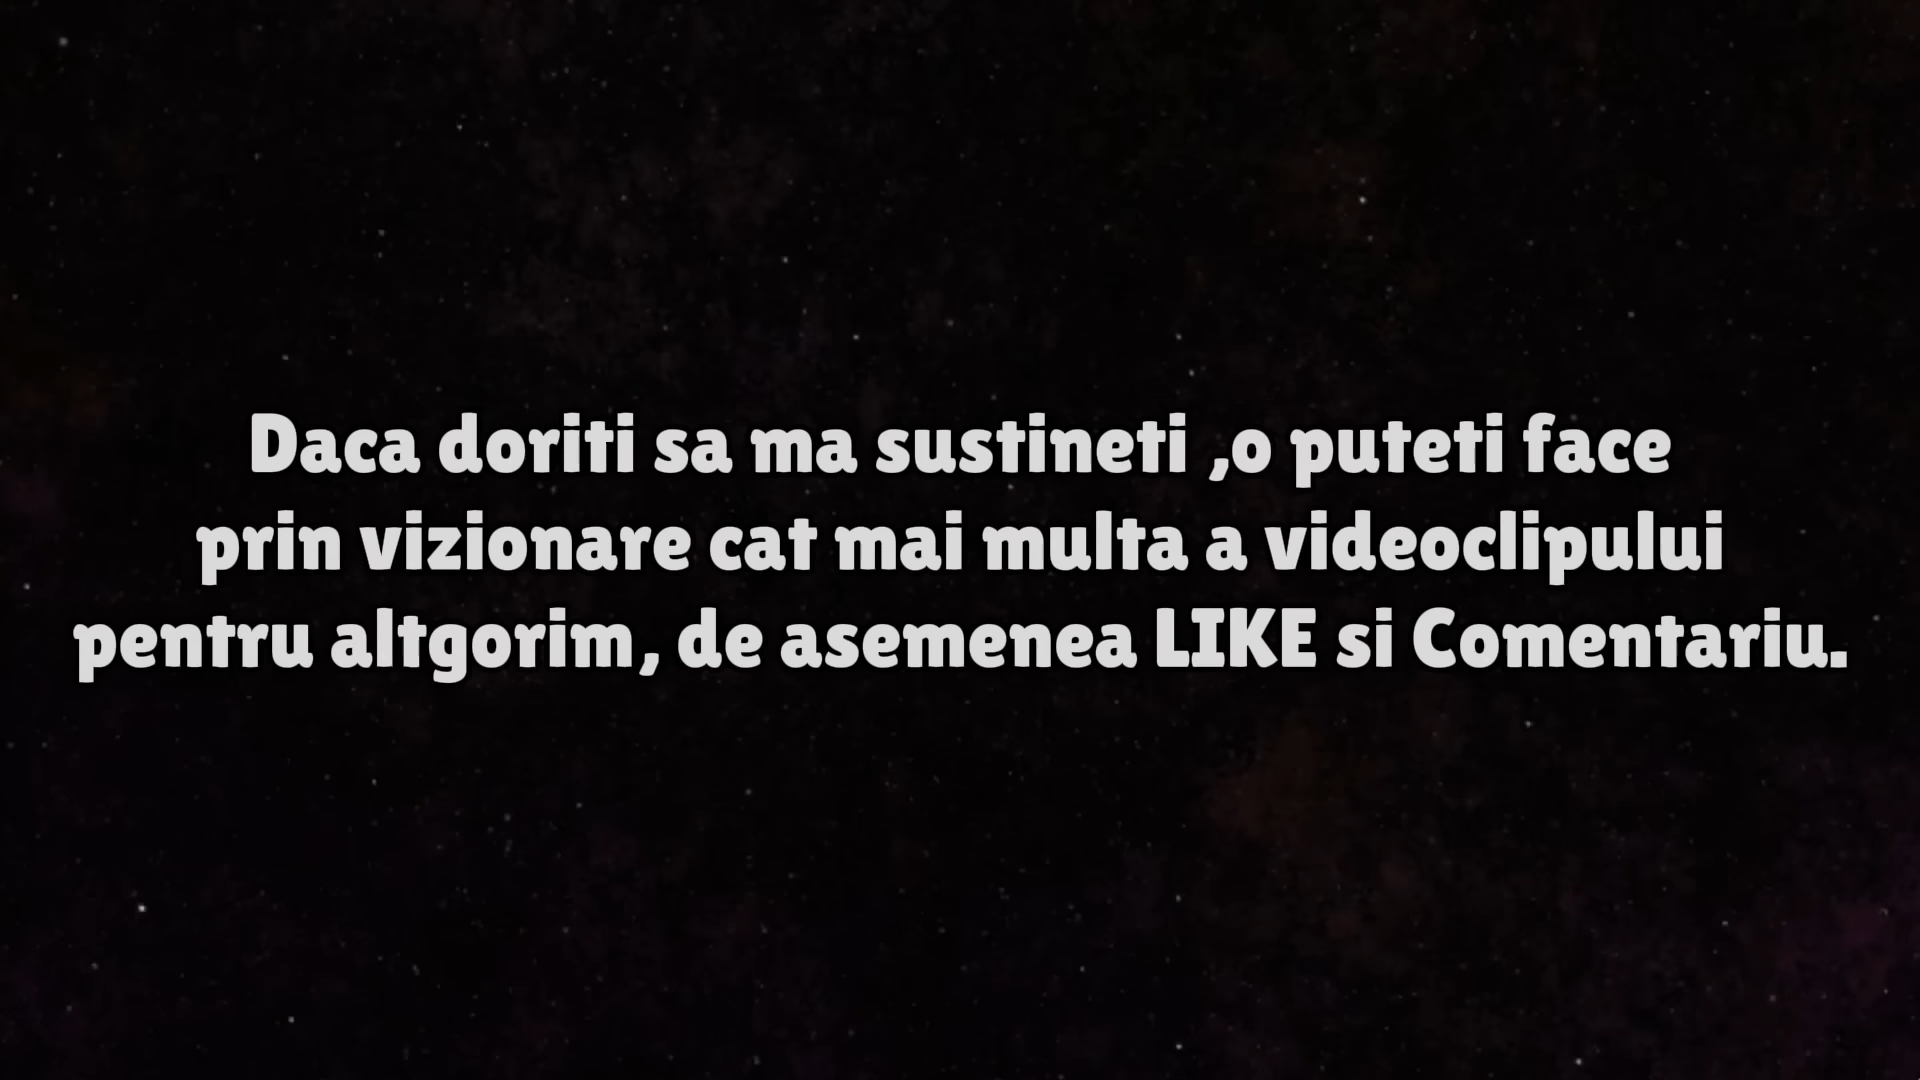 Daca doriti sa ma sustineti ,o puteti face
prin vizionare cat mai multa a videoclipului
pentru altgorim, de asemenea LIKE si Comentariu.